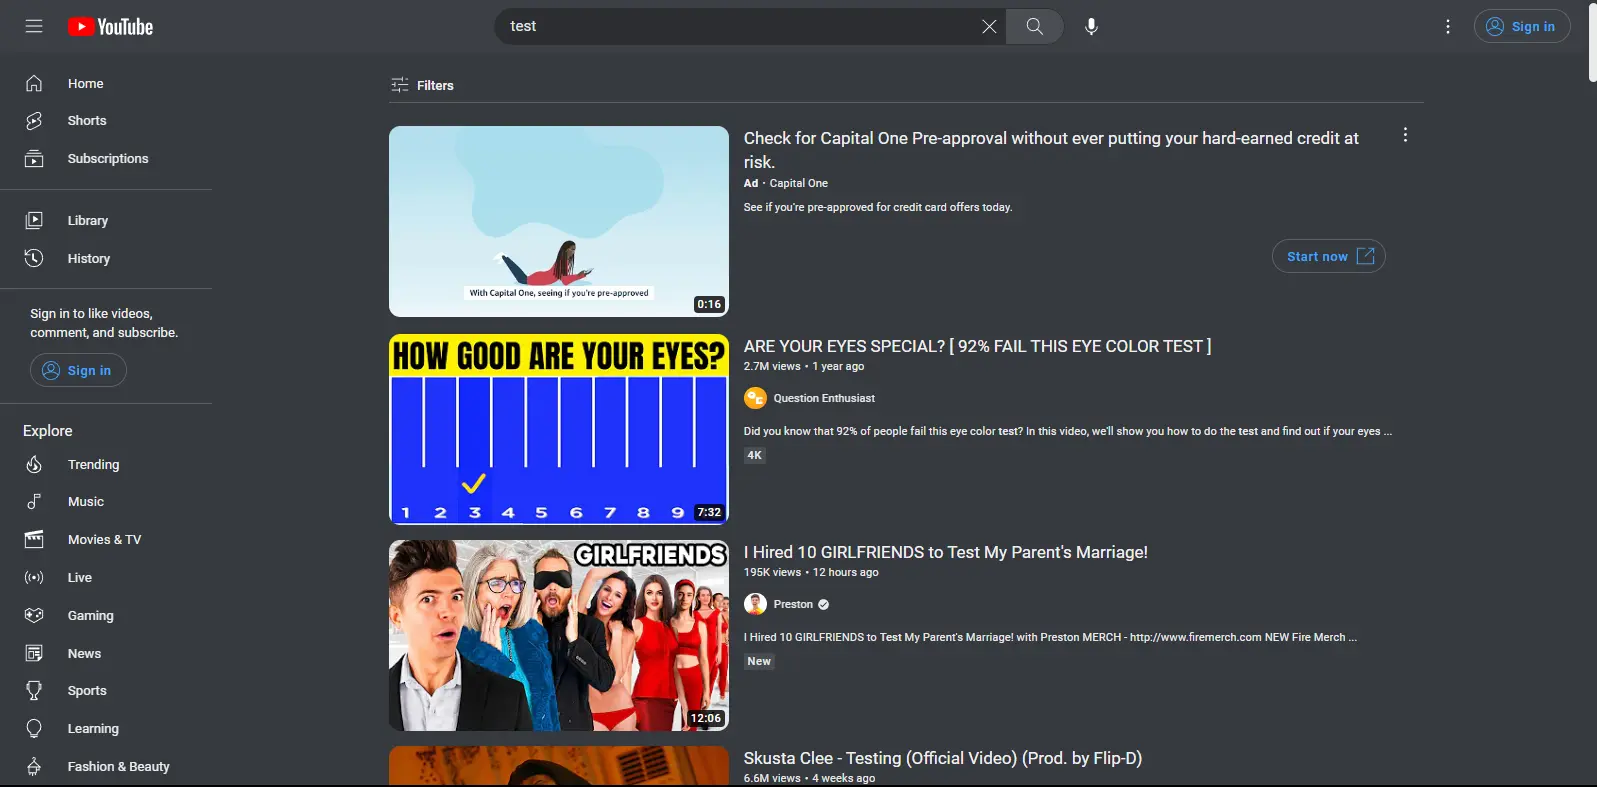 YouTube
test
Sign in
Home
Shorts
Subscriptions
Library
History
Sign in to like videos,
comment, and subscribe.
Sign in
Explore
Trending
Music
Movies & TV
Live
Gaming
News
Sports
Learning
Fashion & Beauty
Filters
With Capital One, seeing if you're pre-approved
0:16
Check for Capital One Pre-approval without ever putting your hard-earned credit at
risk.
Ad · Capital One
See if you're pre-approved for credit card offers today.
Start now
HOW GOOD ARE YOUR EYES?
1 2 3 4 5 6 7 8 9
7:32
ARE YOUR EYES SPECIAL? [ 92% FAIL THIS EYE COLOR TEST ]
2.7M views • 1 year ago
Question Enthusiast
Did you know that 92% of people fail this eye color test? In this video, we'll show you how to do the test and find out if your eyes ...
4K
GIRLFRIENDS
12:06
I Hired 10 GIRLFRIENDS to Test My Parent's Marriage!
195K views • 12 hours ago
Preston
I Hired 10 GIRLFRIENDS to Test My Parent's Marriage! with Preston MERCH - http://www.firemerch.com NEW Fire Merch ...
New
Skusta Clee - Testing (Official Video) (Prod. by Flip-D)
6.6M views • 4 weeks ago